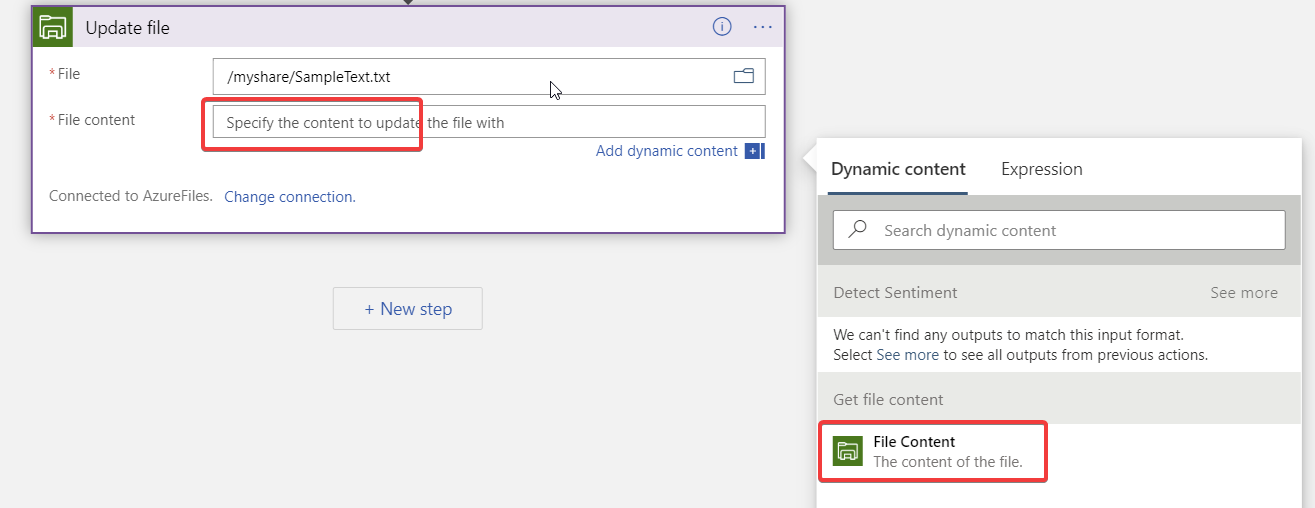 Update file
* File
/myshare/SampleText.txt
* File content
Specify the content to update the file with
Add dynamic content
Connected to AzureFiles. Change connection.
+ New step
Dynamic content Expression
Search dynamic content
Detect Sentiment See more
We can't find any outputs to match this input format.
Select See more to see all outputs from previous actions.
Get file content
File Content
The content of the file.